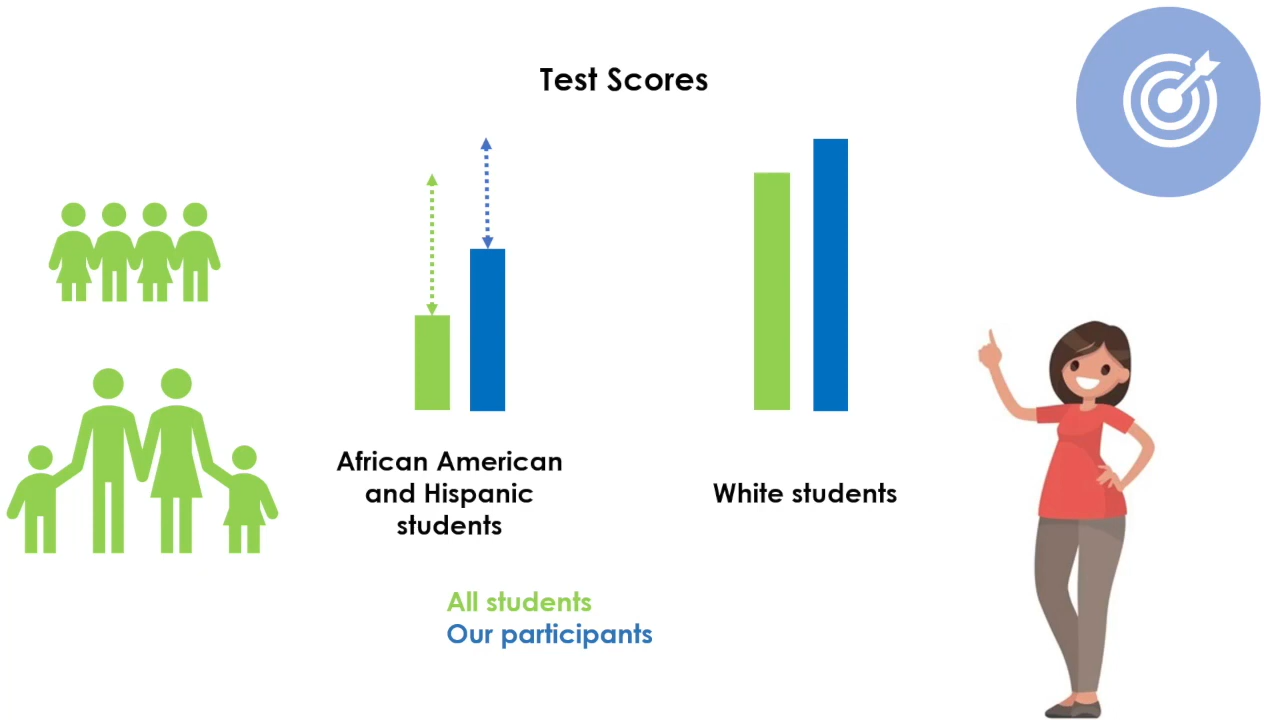 Test Scores
African American
and Hispanic
students
White students
All students
Our participants